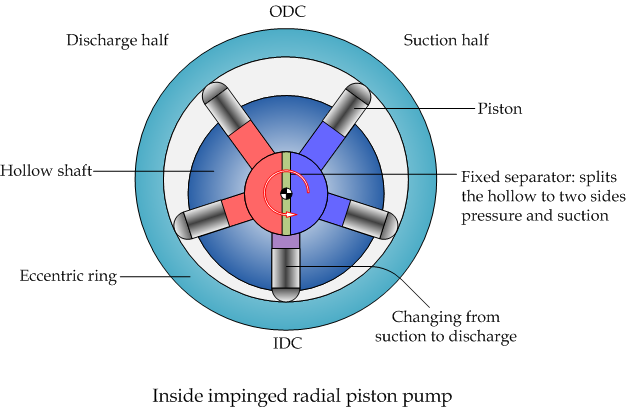 ODC
Discharge half
Suction half
Piston
Hollow shaft
Fixed separator: splits
the hollow to two sides
pressure and suction
Eccentric ring
Changing from
suction to discharge
IDC
Inside impinged radial piston pump